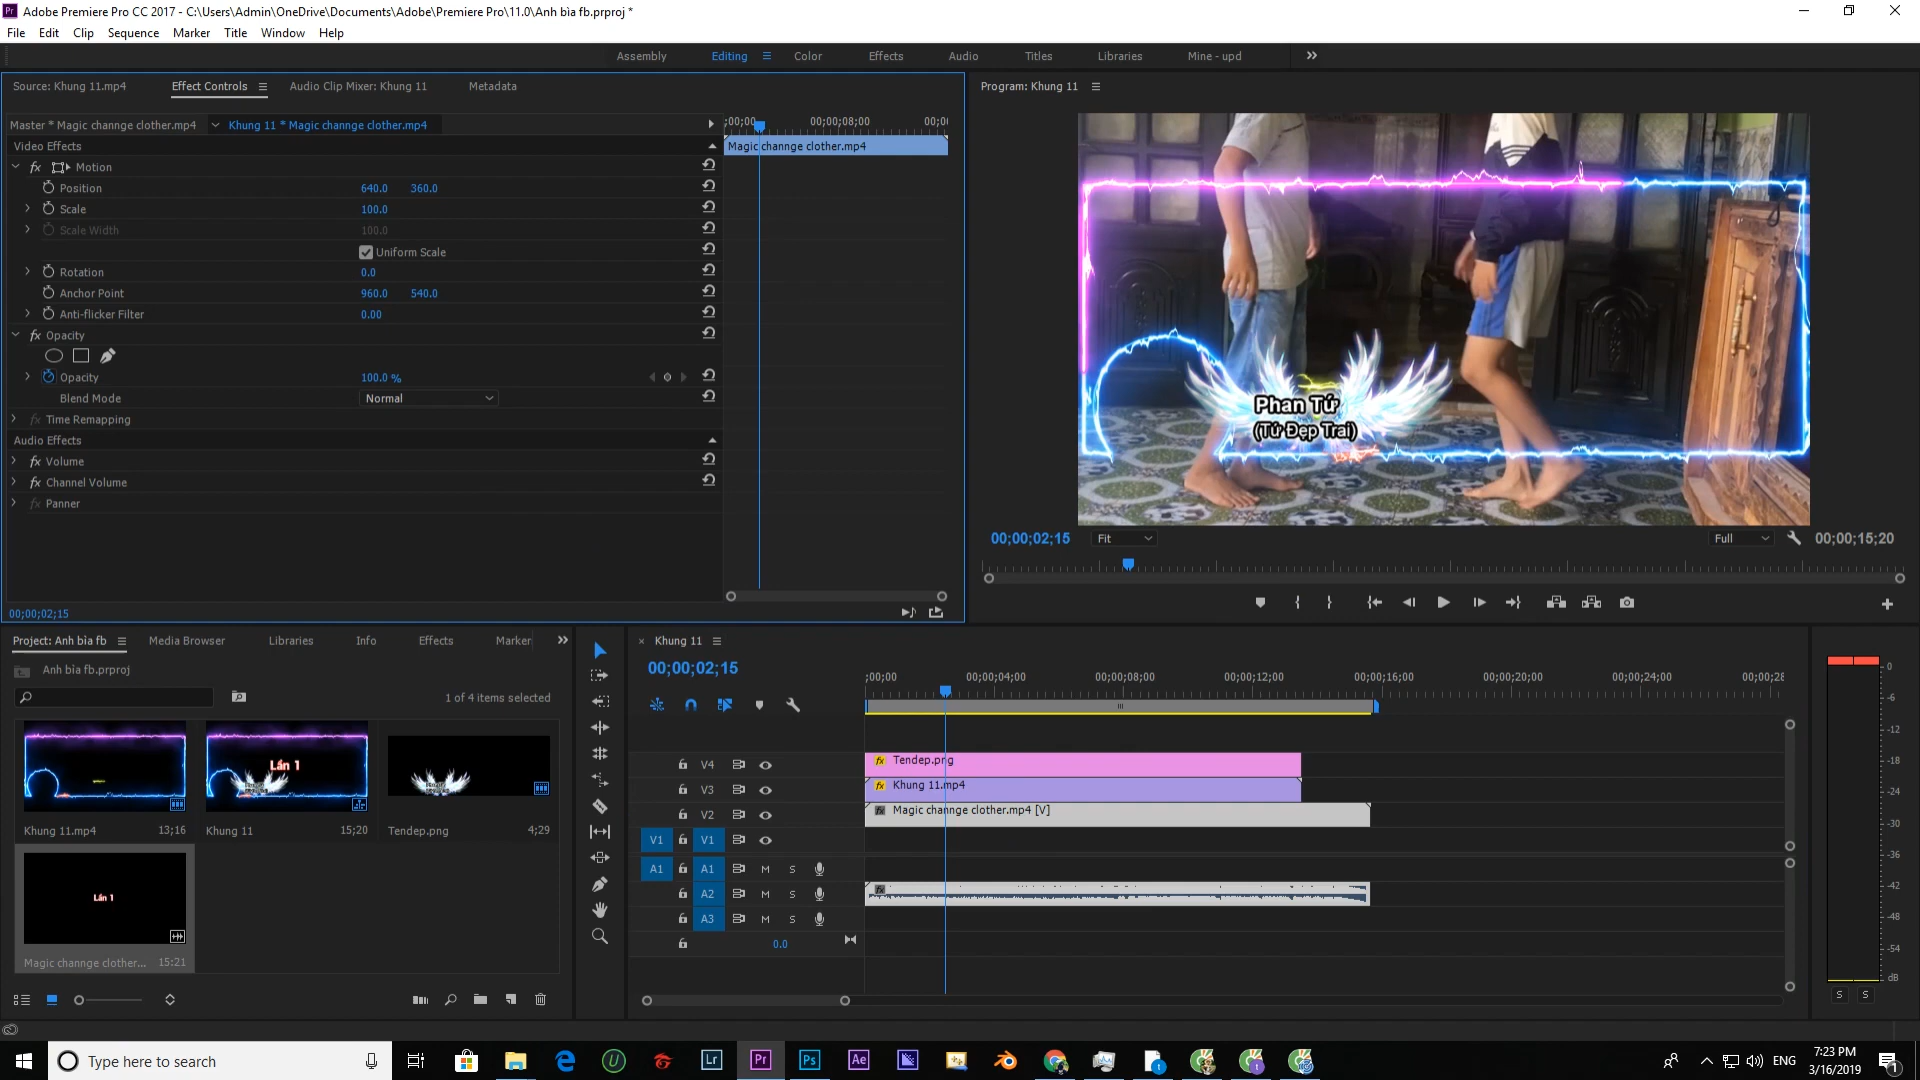 Adobe Premiere Pro CC 2017 - C:\Users\Admin\OneDrive\Documents\Adobe\Premiere Pro\11.0\Anh bìa fb.prproj *
File Edit Clip Sequence Marker Title Window Help
Assembly Editing Color Effects Audio Titles Libraries Mine - upd
Source: Khung 11.mp4 Effect Controls Audio Clip Mixer: Khung 11 Metadata
Master * Magic channge clother.mp4 Khung 11 * Magic channge clother.mp4
;00;00 00;00;08;00 00;0
Video Effects
Magic channge clother.mp4
fx Motion
Position 640.0 360.0
Scale 100.0
Scale Width 100.0
Uniform Scale
Rotation 0.0
Anchor Point 960.0 540.0
Anti-flicker Filter 0.00
fx Opacity
Opacity 100.0 %
Blend Mode Normal
fx Time Remapping
Audio Effects
fx Volume
fx Channel Volume
fx Panner
00;00;02;15
Program: Khung 11
Phan Tứ
(Tứ Đẹp Trai)
00;00;02;15 Fit Full 00;00;15;20
Project: Anh bìa fb Media Browser Libraries Info Effects Marker
Anh bìa fb.prproj
1 of 4 items selected
Lần 1
Khung 11.mp4 13;16 Khung 11 15;20 Tendep.png 4;29
Lần 1
Magic channge clother... 15:21
Khung 11
00;00;02;15
;00;00 00;00;04;00 00;00;08;00 00;00;12;00 00;00;16;00 00;00;20;00 00;00;24;00 00;00;28
V4 fx Tendep.png
V3 fx Khung 11.mp4
V2 fx Magic channge clother.mp4 [V]
V1 V1
A1 A1 M S
A2 M S fx
A3 M S
0.0
0
-6
-12
-18
-24
-30
-36
-42
-48
-54
dB
S S
Type here to search
Lr Pr Ps Ae
ENG
7:23 PM
3/16/2019
1